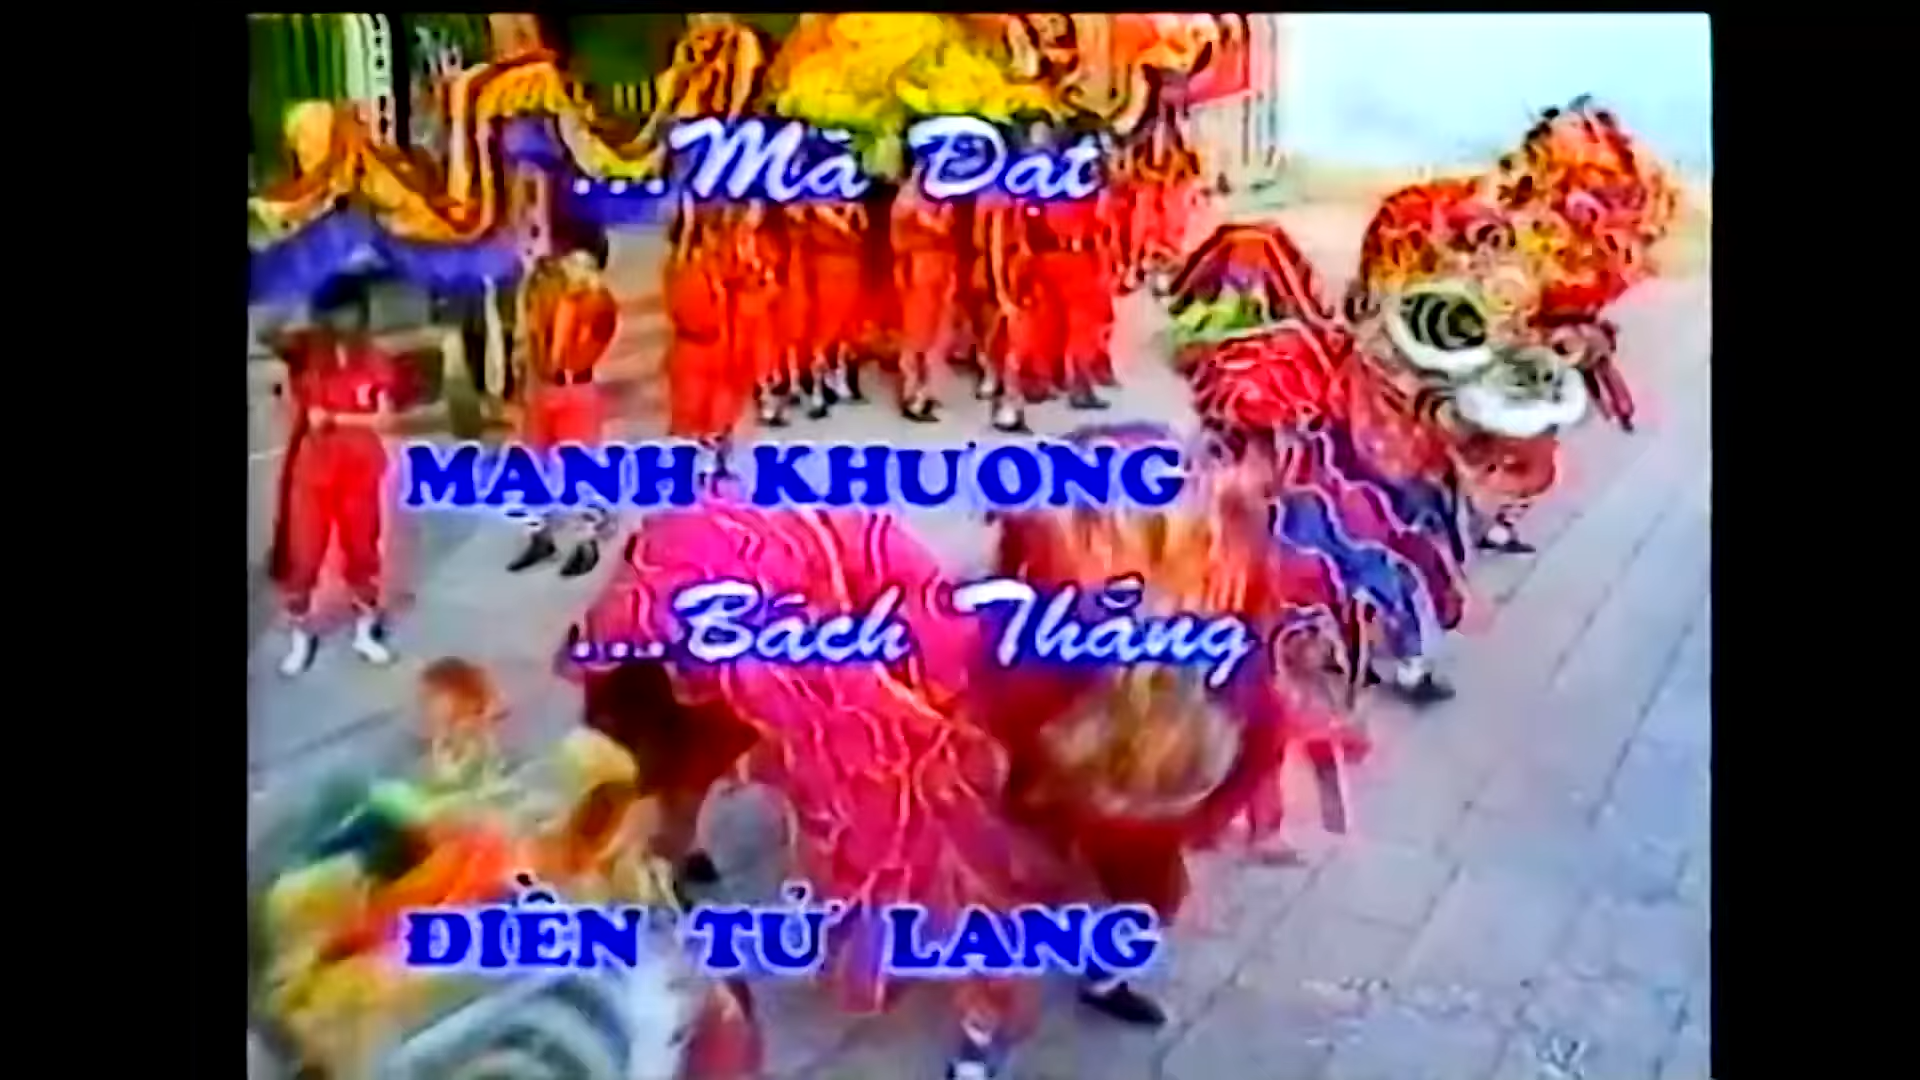 ...Mã Đạt
MẠNH KHƯƠNG
...Bách Thắng
ĐIỀN TỬ LANG